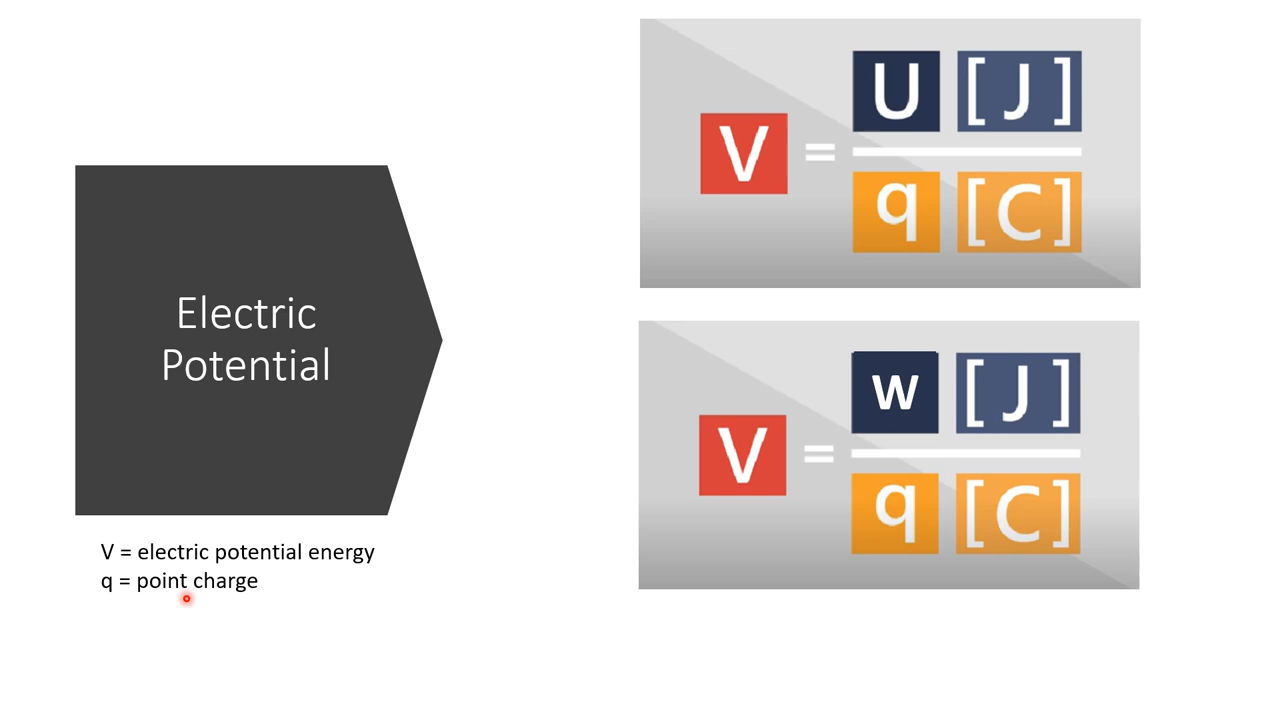 Electric
Potential
V = electric potential energy
q = point charge
V = U [ J ]
q [ C ]
V = W [ J ]
q [ C ]